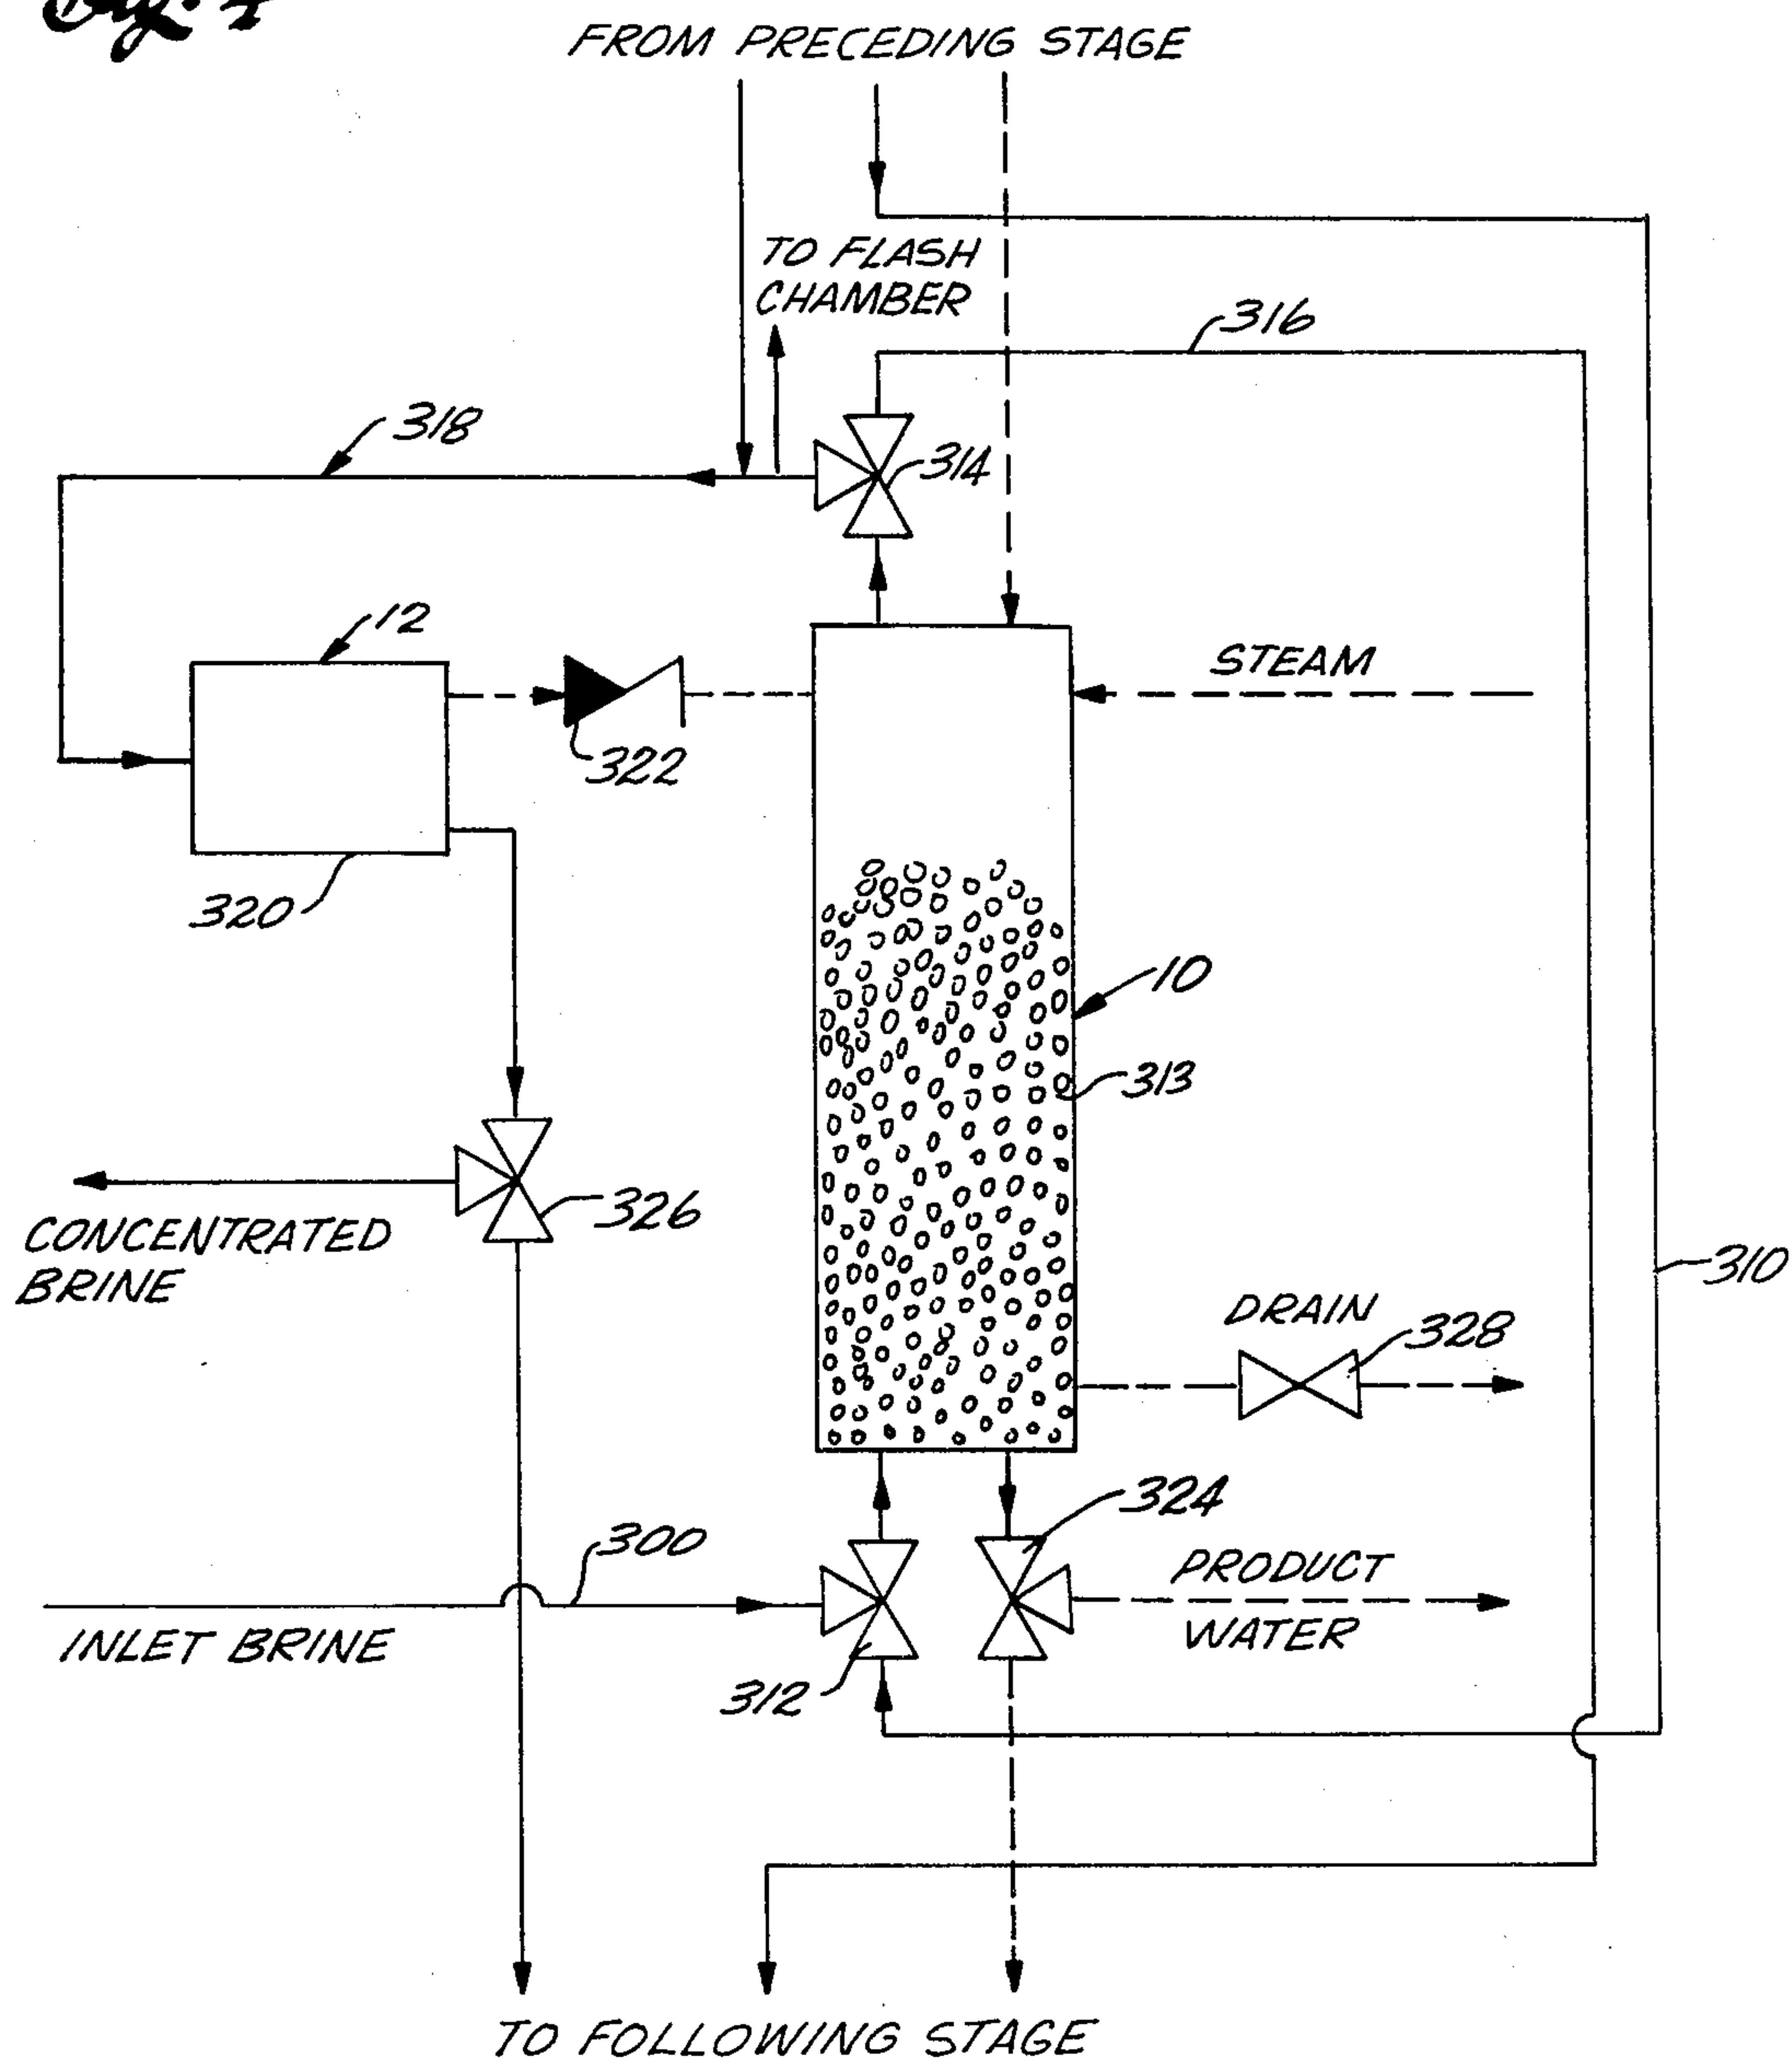 FROM PRECEDING STAGE
TO FLASH
CHAMBER
316
318
314
12
STEAM
322
320
10
313
326
CONCENTRATED
BRINE
310
DRAIN
328
324
300
PRODUCT
WATER
INLET BRINE
312
TO FOLLOWING STAGE